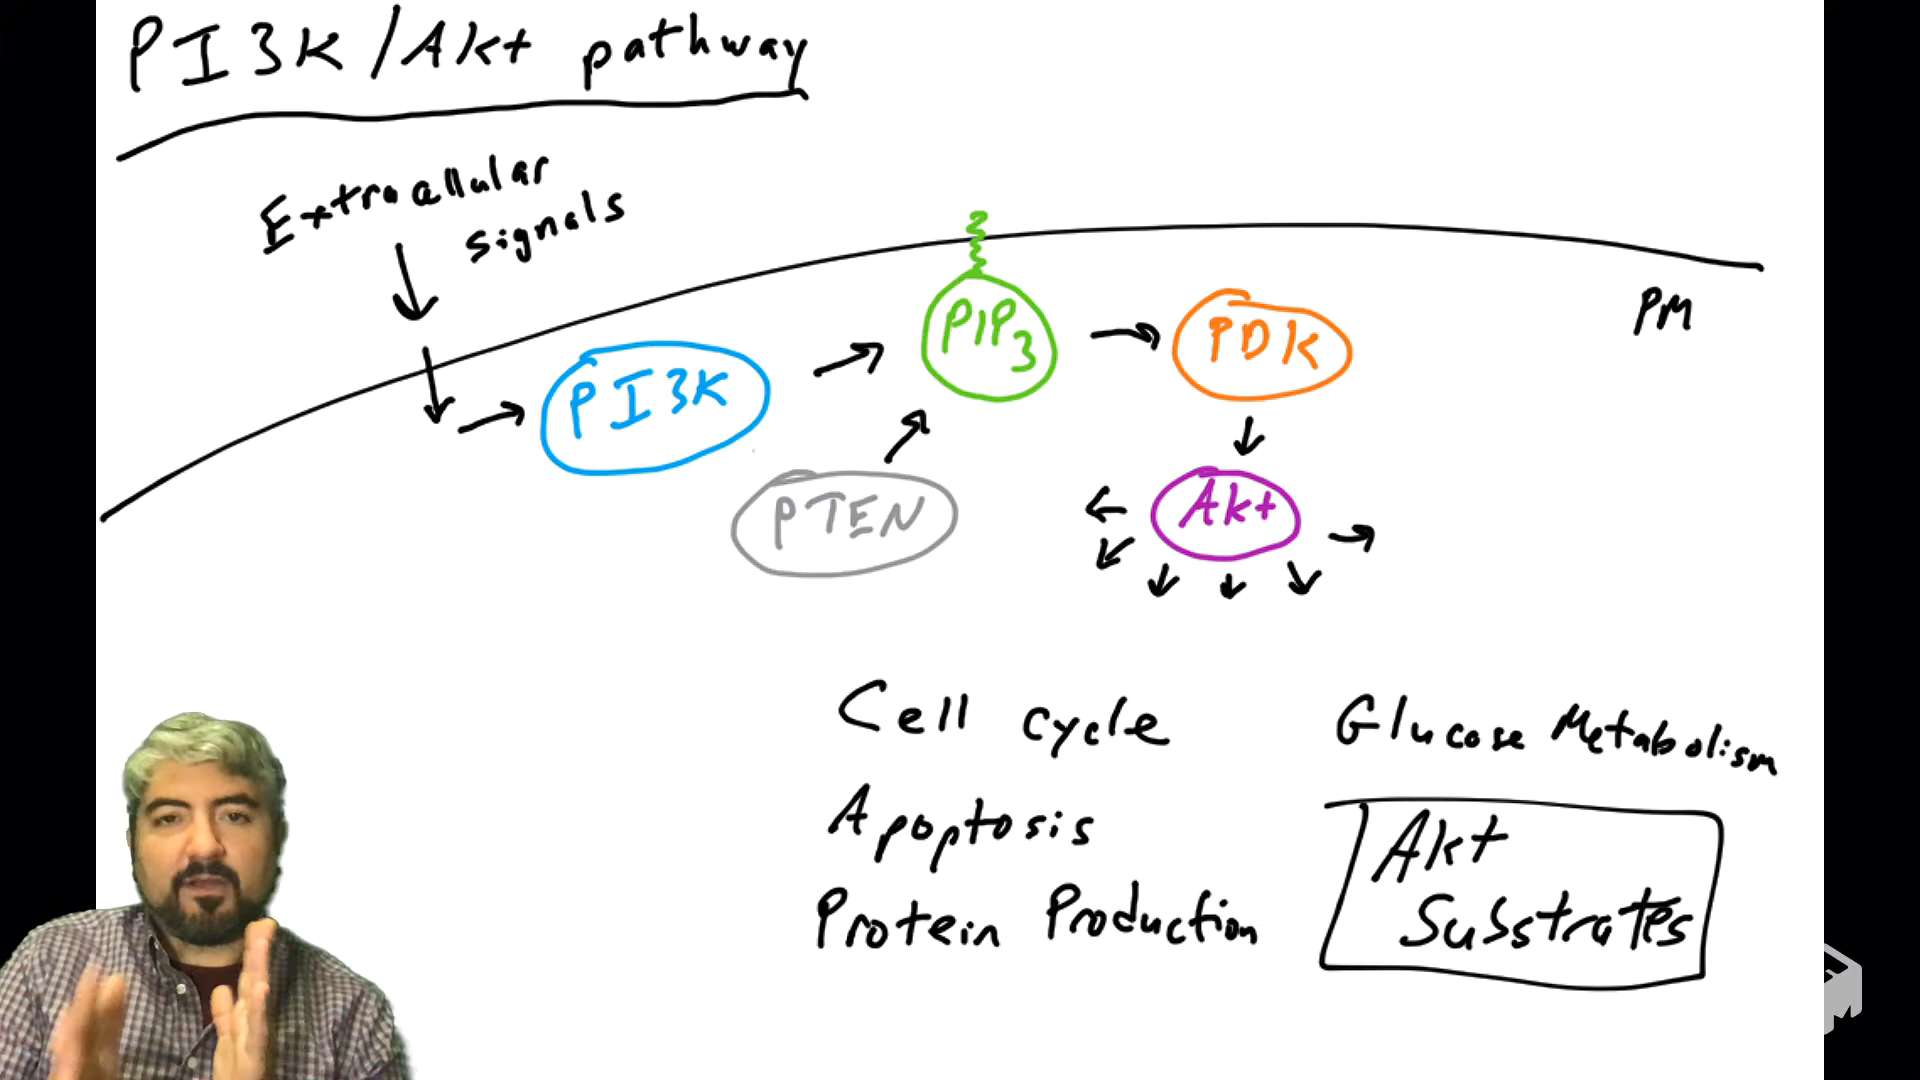 PI3K/Akt pathway
Extracellular
signals
PM
PIP3
PDK
PI3K
PTEN
Akt
Cell cycle
Glucose Metabolism
Apoptosis
Akt
Substrates
Protein Production